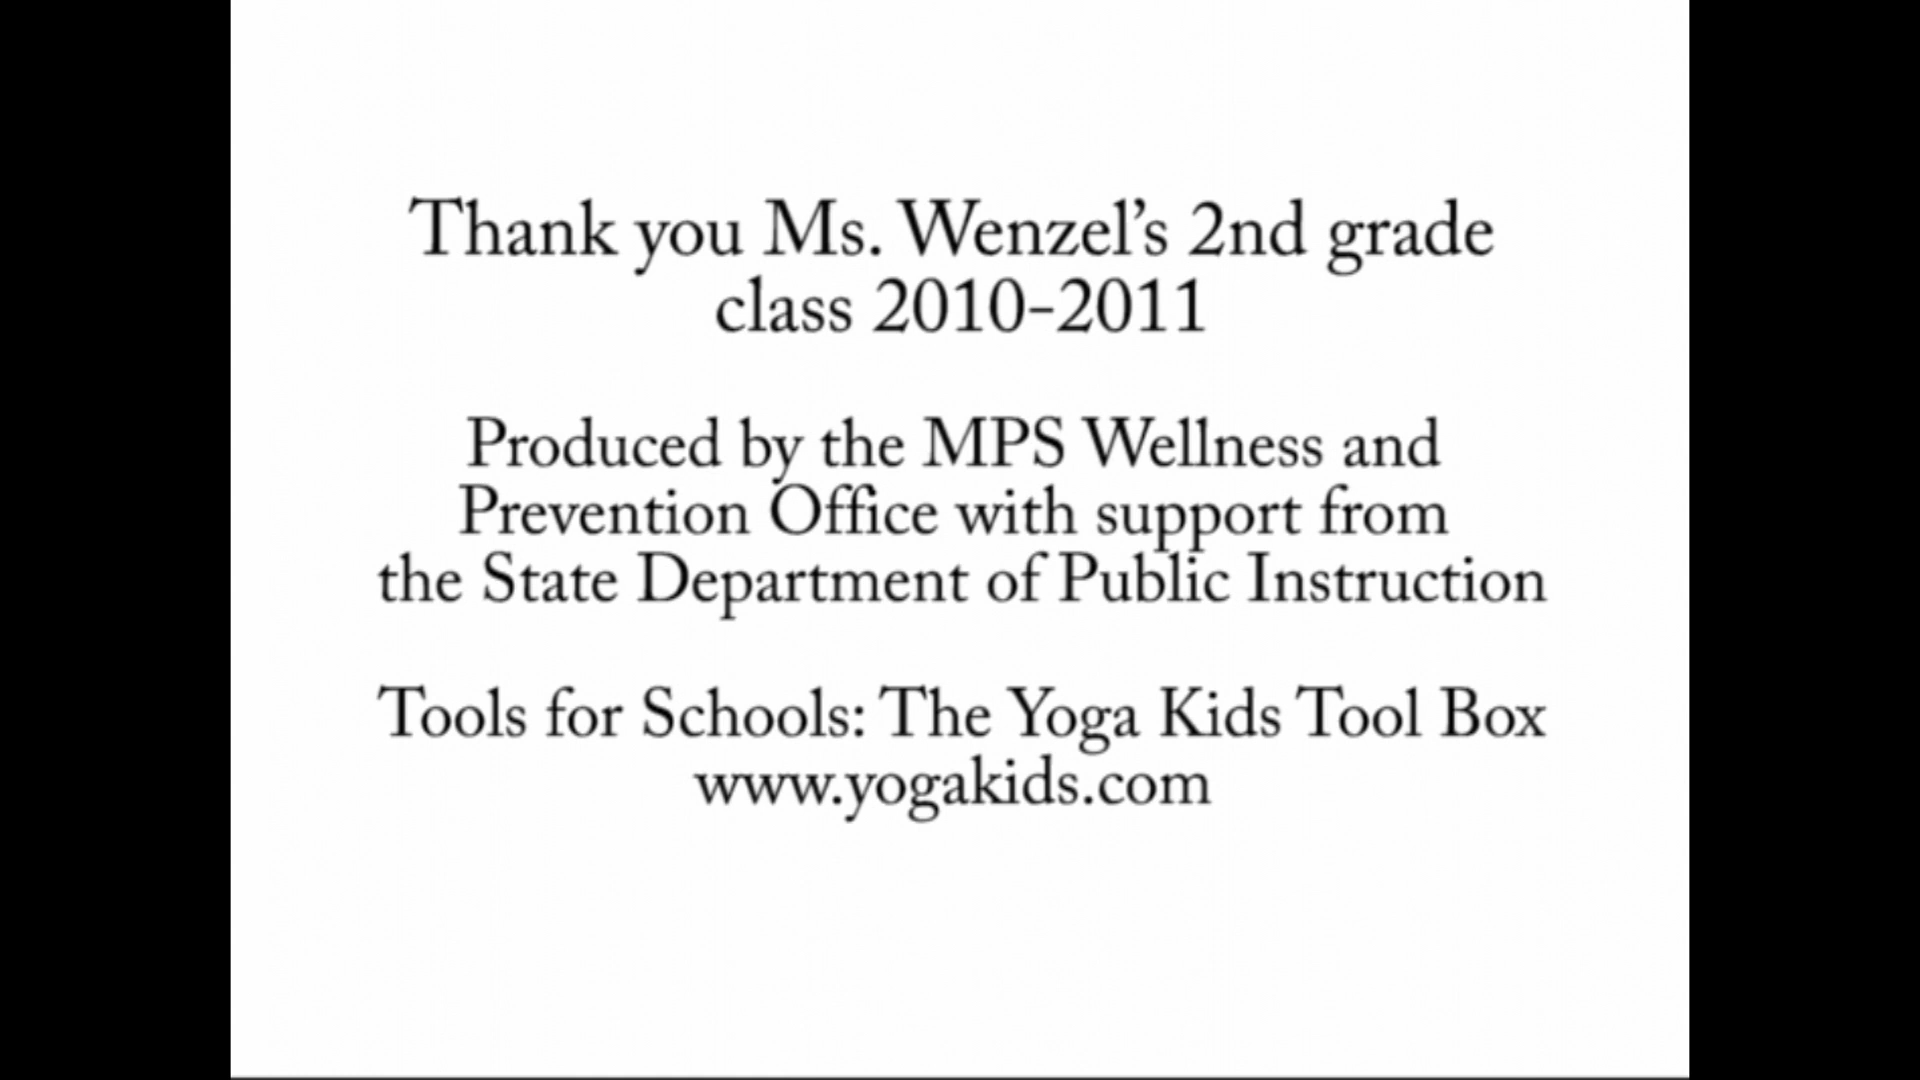 Thank you Ms. Wenzel’s 2nd grade
class 2010-2011
Produced by the MPS Wellness and
Prevention Office with support from
the State Department of Public Instruction
Tools for Schools: The Yoga Kids Tool Box
www.yogakids.com